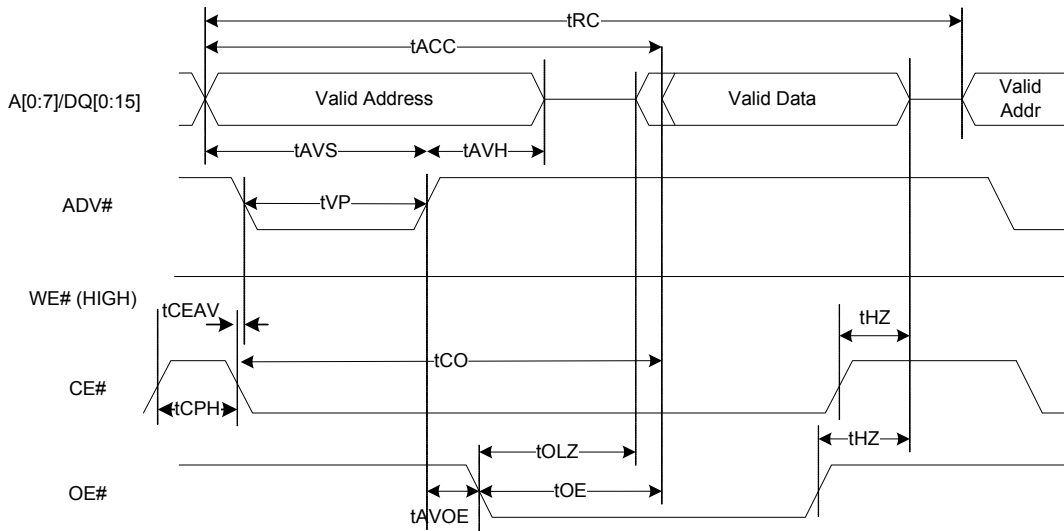 tRC
tACC
A[0:7]/DQ[0:15]
Valid Address
Valid Data
Valid
Addr
tAVS
tAVH
ADV#
tVP
WE# (HIGH)
tCEAV
tHZ
tCO
CE#
tCPH
tHZ
tOLZ
OE#
tOE
tAVOE